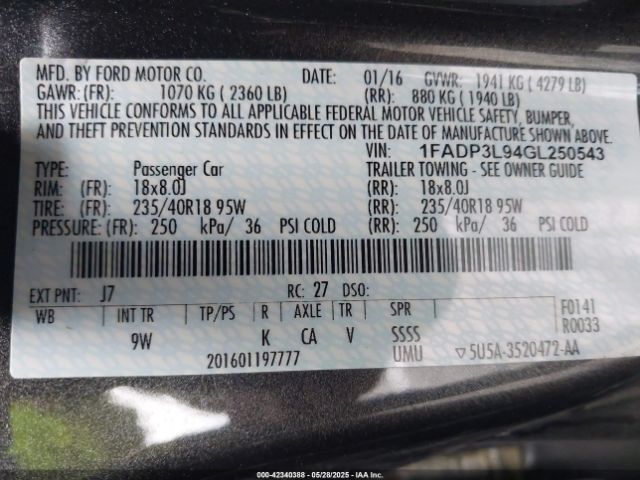 MFD. BY FORD MOTOR CO. DATE: 01/16 GVWR: 1941 KG ( 4279 LB)
GAWR: (FR): 1070 KG ( 2360 LB) (RR): 880 KG ( 1940 LB)
THIS VEHICLE CONFORMS TO ALL APPLICABLE FEDERAL MOTOR VEHICLE SAFETY, BUMPER,
AND THEFT PREVENTION STANDARDS IN EFFECT ON THE DATE OF MANUFACTURE SHOWN ABOVE.
VIN: 1FADP3L94GL250543
TYPE: Passenger Car TRAILER TOWING - SEE OWNER GUIDE
RIM: (FR): 18x8.0J (RR): 18x8.0J
TIRE: (FR): 235/40R18 95W (RR): 235/40R18 95W
PRESSURE: (FR): 250 kPa/ 36 PSI COLD (RR): 250 kPa/ 36 PSI COLD
EXT PNT: J7 RC: 27 DSO:
WB INT TR TP/PS R AXLE TR SPR F0141
9W K CA V SSSS R0033
201601197777 UMU ▽5U5A-3520472-AA
000-42340388 - 05/28/2025 - IAA Inc.